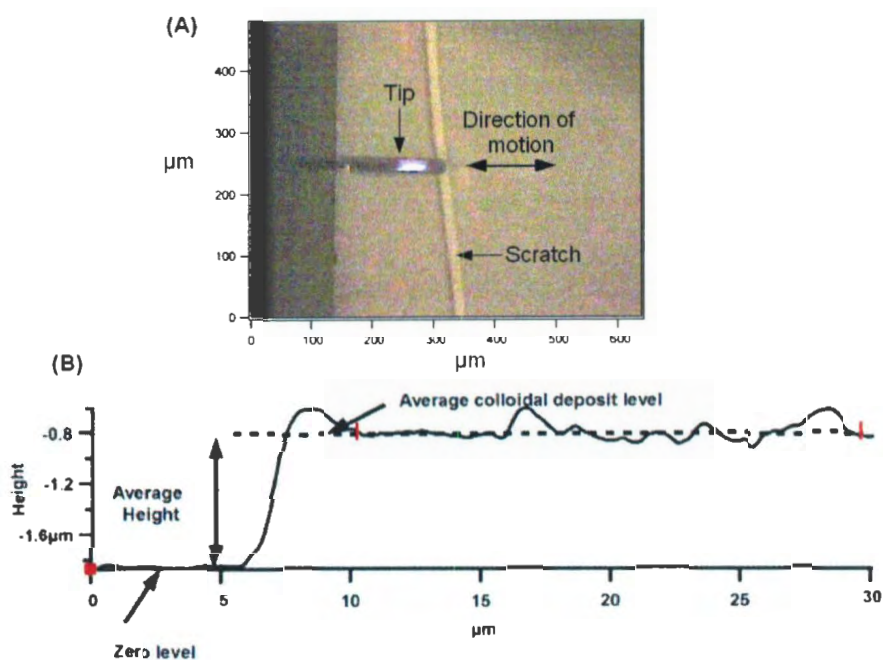 (A)
400
300
µm
200
100
0
Tip
Direction of
motion
Scratch
0 100 200 300 400 500 600
µm
(B)
Average colloidal deposit level
-0.8
-1.2
-1.6µm
Height
Average
Height
0 5 10 15 20 25 30
µm
Zero level